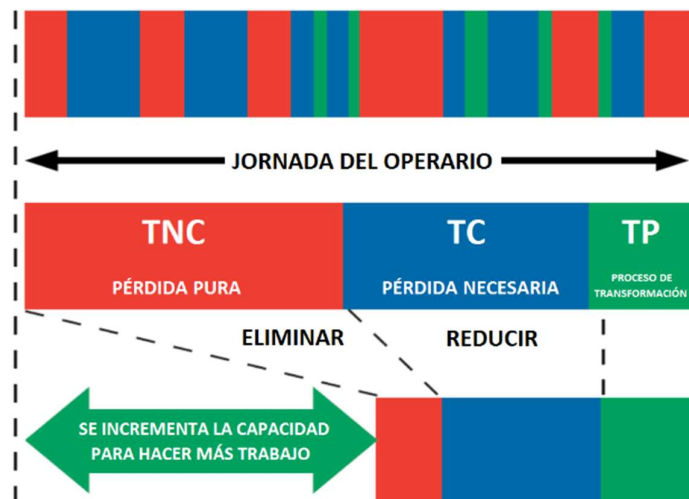 JORNADA DEL OPERARIO
TNC
TC
TP
PÉRDIDA PURA
PÉRDIDA NECESARIA
PROCESO DE
TRANSFORMACIÓN
ELIMINAR
REDUCIR
SE INCREMENTA LA CAPACIDAD
PARA HACER MÁS TRABAJO